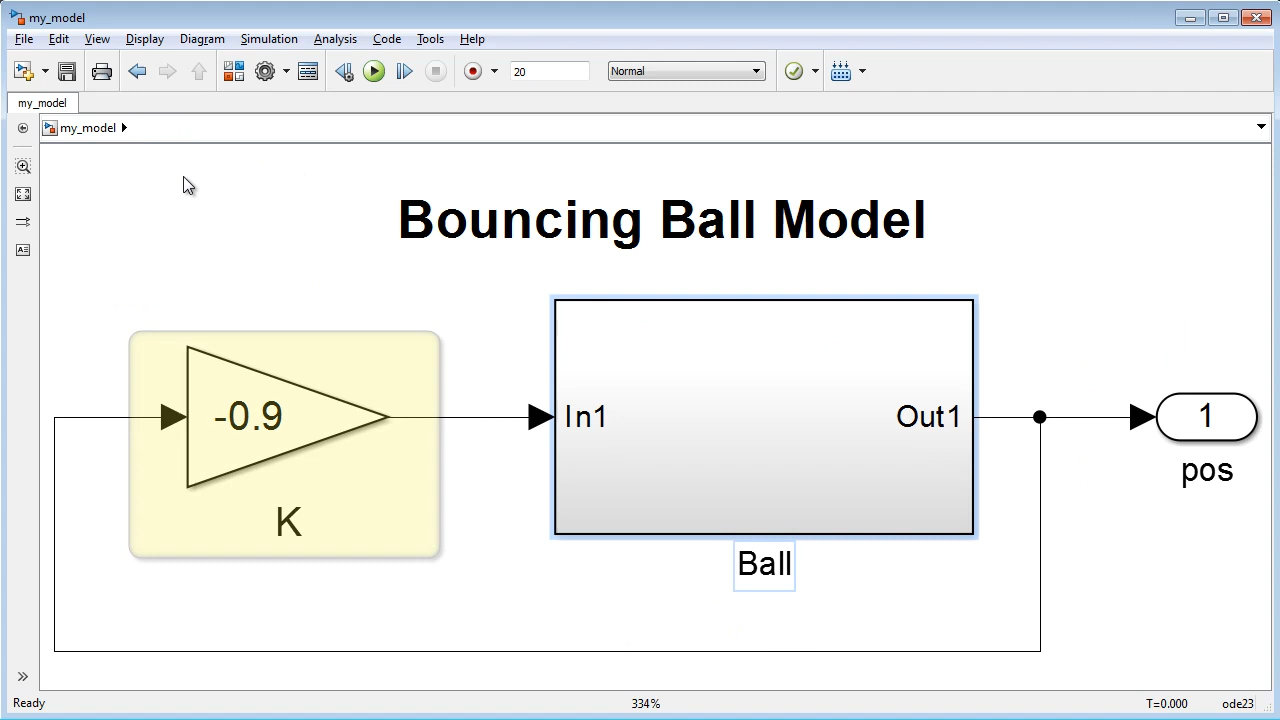 my_model
File Edit View Display Diagram Simulation Analysis Code Tools Help
20 Normal
my_model
my_model
Bouncing Ball Model
-0.9 In1 Out1 1
pos
K
Ball
Ready 334% T=0.000 ode23